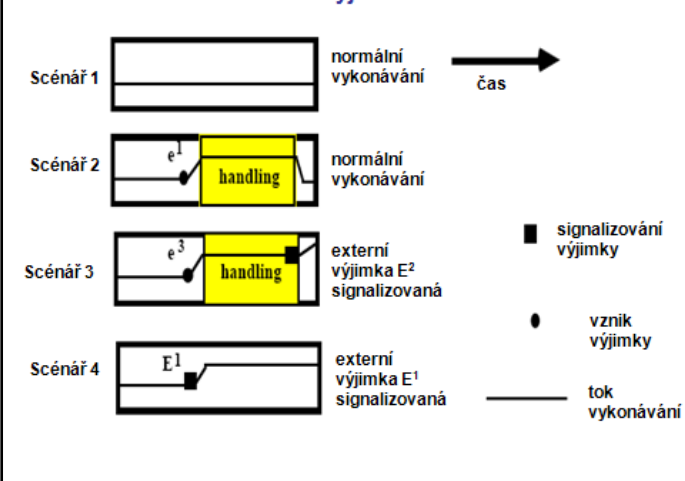 Scénář 1
normální
vykonávání
čas
Scénář 2
e1
handling
normální
vykonávání
Scénář 3
e3
handling
externí
výjimka E2
signalizovaná
signalizování
výjimky
vznik
výjimky
Scénář 4
E1
externí
výjimka E1
signalizovaná
tok
vykonávání